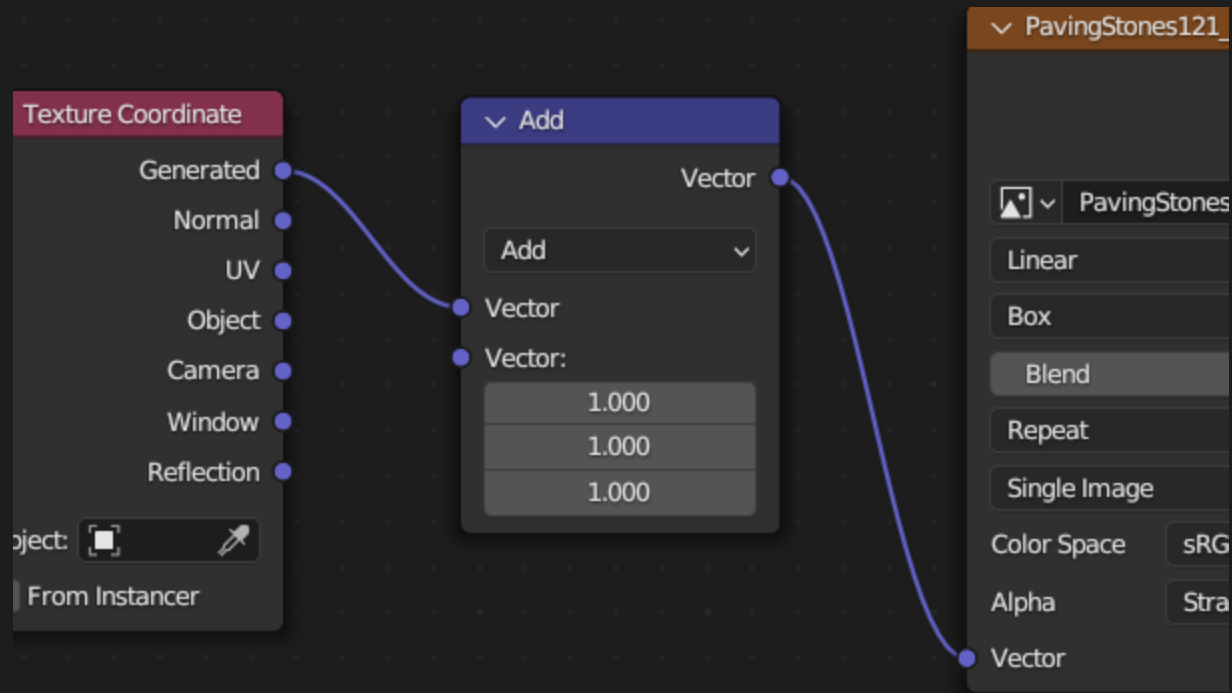 Texture Coordinate
Generated
Normal
UV
Object
Camera
Window
Reflection
From Instancer
Add
Vector
Add
Vector
Vector:
1.000
1.000
1.000
PavingStones121_
PavingStones
Linear
Box
Blend
Repeat
Single Image
Color Space
Alpha
Vector